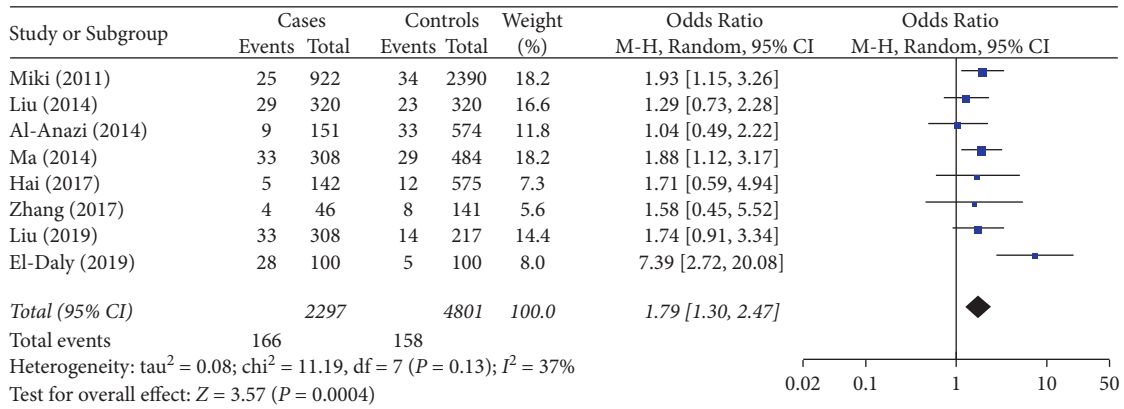 Study or Subgroup Cases Controls Weight Odds Ratio Odds Ratio
Events Total Events Total (%) M-H, Random, 95% CI M-H, Random, 95% CI
Miki (2011) 25 922 34 2390 18.2 1.93 [1.15, 3.26]
Liu (2014) 29 320 23 320 16.6 1.29 [0.73, 2.28]
Al-Anazi (2014) 9 151 33 574 11.8 1.04 [0.49, 2.22]
Ma (2014) 33 308 29 484 18.2 1.88 [1.12, 3.17]
Hai (2017) 5 142 12 575 7.3 1.71 [0.59, 4.94]
Zhang (2017) 4 46 8 141 5.6 1.58 [0.45, 5.52]
Liu (2019) 33 308 14 217 14.4 1.74 [0.91, 3.34]
El-Daly (2019) 28 100 5 100 8.0 7.39 [2.72, 20.08]
Total (95% CI) 2297 4801 100.0 1.79 [1.30, 2.47]
Total events 166 158
Heterogeneity: tau² = 0.08; chi² = 11.19, df = 7 (P = 0.13); I² = 37%
Test for overall effect: Z = 3.57 (P = 0.0004)
0.02 0.1 1 10 50